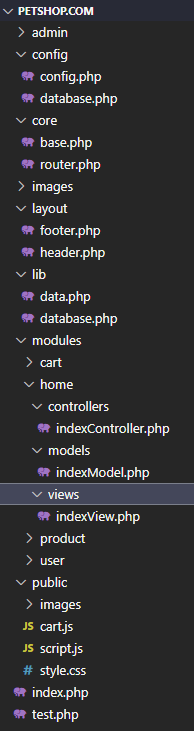 PETSHOP.COM
admin
config
config.php
database.php
core
base.php
router.php
images
layout
footer.php
header.php
lib
data.php
database.php
modules
cart
home
controllers
indexController.php
models
indexModel.php
views
indexView.php
product
user
public
images
JS cart.js
JS script.js
# style.css
index.php
test.php